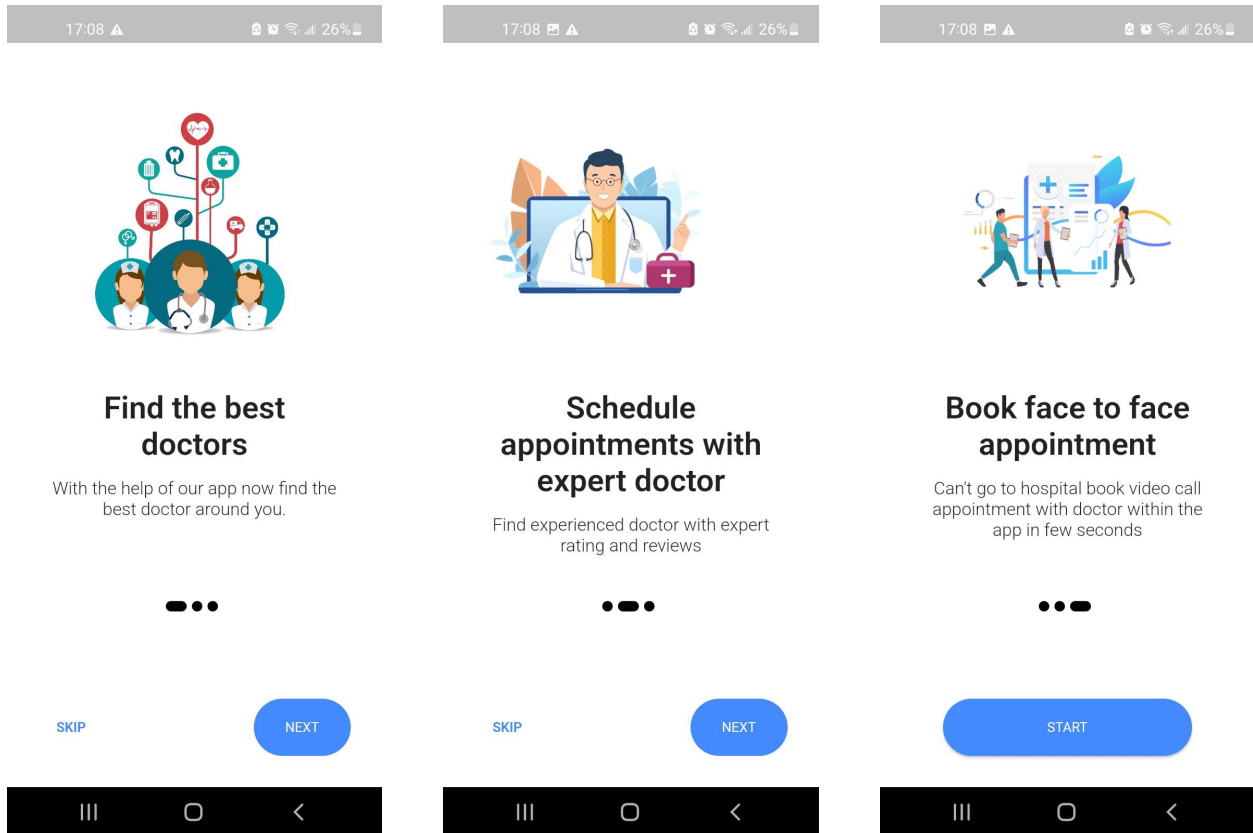 17:08 26%
Find the best
doctors
With the help of our app now find the
best doctor around you.
SKIP NEXT
17:08 26%
Schedule
appointments with
expert doctor
Find experienced doctor with expert
rating and reviews
SKIP NEXT
17:08 26%
Book face to face
appointment
Can't go to hospital book video call
appointment with doctor within the
app in few seconds
START